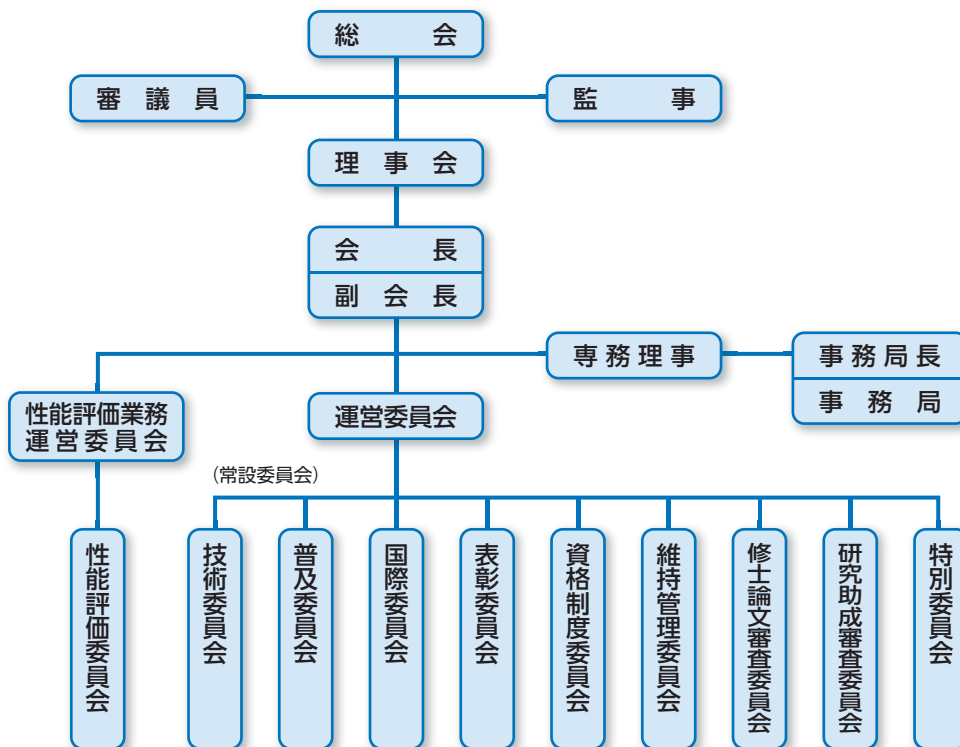 総会
審議員
監事
理事会
会長
副会長
専務理事
事務局長
事務局
性能評価業務
運営委員会
運営委員会
(常設委員会)
性能評価委員会
技術委員会
普及委員会
国際委員会
表彰委員会
資格制度委員会
維持管理委員会
修士論文審査委員会
研究助成審査委員会
特別委員会